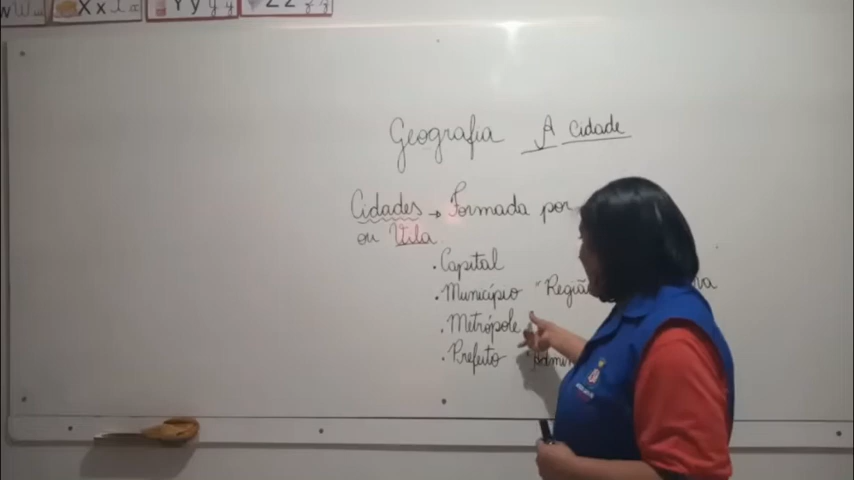 X x
Y y y y
Z z z z
Geografia A cidade
Cidades → Formada por
ou Vila
• Capital
• Município "Região
• Metrópole
• Prefeito